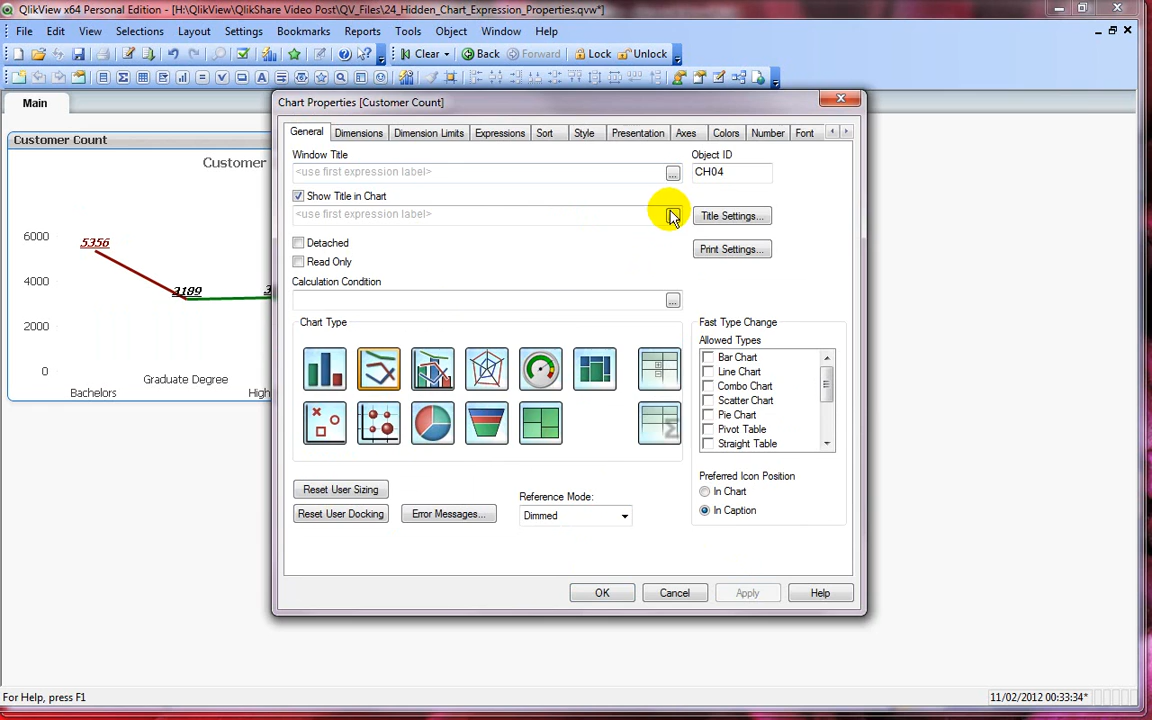 QlikView x64 Personal Edition - [H:\QlikView\QlikShare Video Post\QV_Files\24_Hidden_Chart_Expression_Properties.qvw*]
File Edit View Selections Layout Settings Bookmarks Reports Tools Object Window Help
Clear Back Forward Lock Unlock
Main
Customer Count
Customer
6000
4000
2000
0
5356
3199
3
Bachelors
Graduate Degree
High
Chart Properties [Customer Count]
General Dimensions Dimension Limits Expressions Sort Style Presentation Axes Colors Number Font
Window Title
<use first expression label>
...
Object ID
CH04
Show Title in Chart
<use first expression label>
Title Settings...
Detached
Read Only
Print Settings...
Calculation Condition
...
Chart Type
Fast Type Change
Allowed Types
Bar Chart
Line Chart
Combo Chart
Scatter Chart
Pie Chart
Pivot Table
Straight Table
Preferred Icon Position
In Chart
In Caption
Reset User Sizing
Reset User Docking
Error Messages...
Reference Mode:
Dimmed
OK Cancel Apply Help
For Help, press F1
11/02/2012 00:33:34*